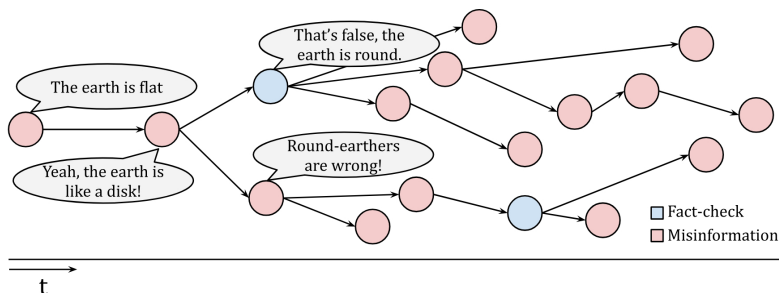 That's false, the
earth is round.
The earth is flat
Yeah, the earth is
like a disk!
Round-earthers
are wrong!
Fact-check
Misinformation
t